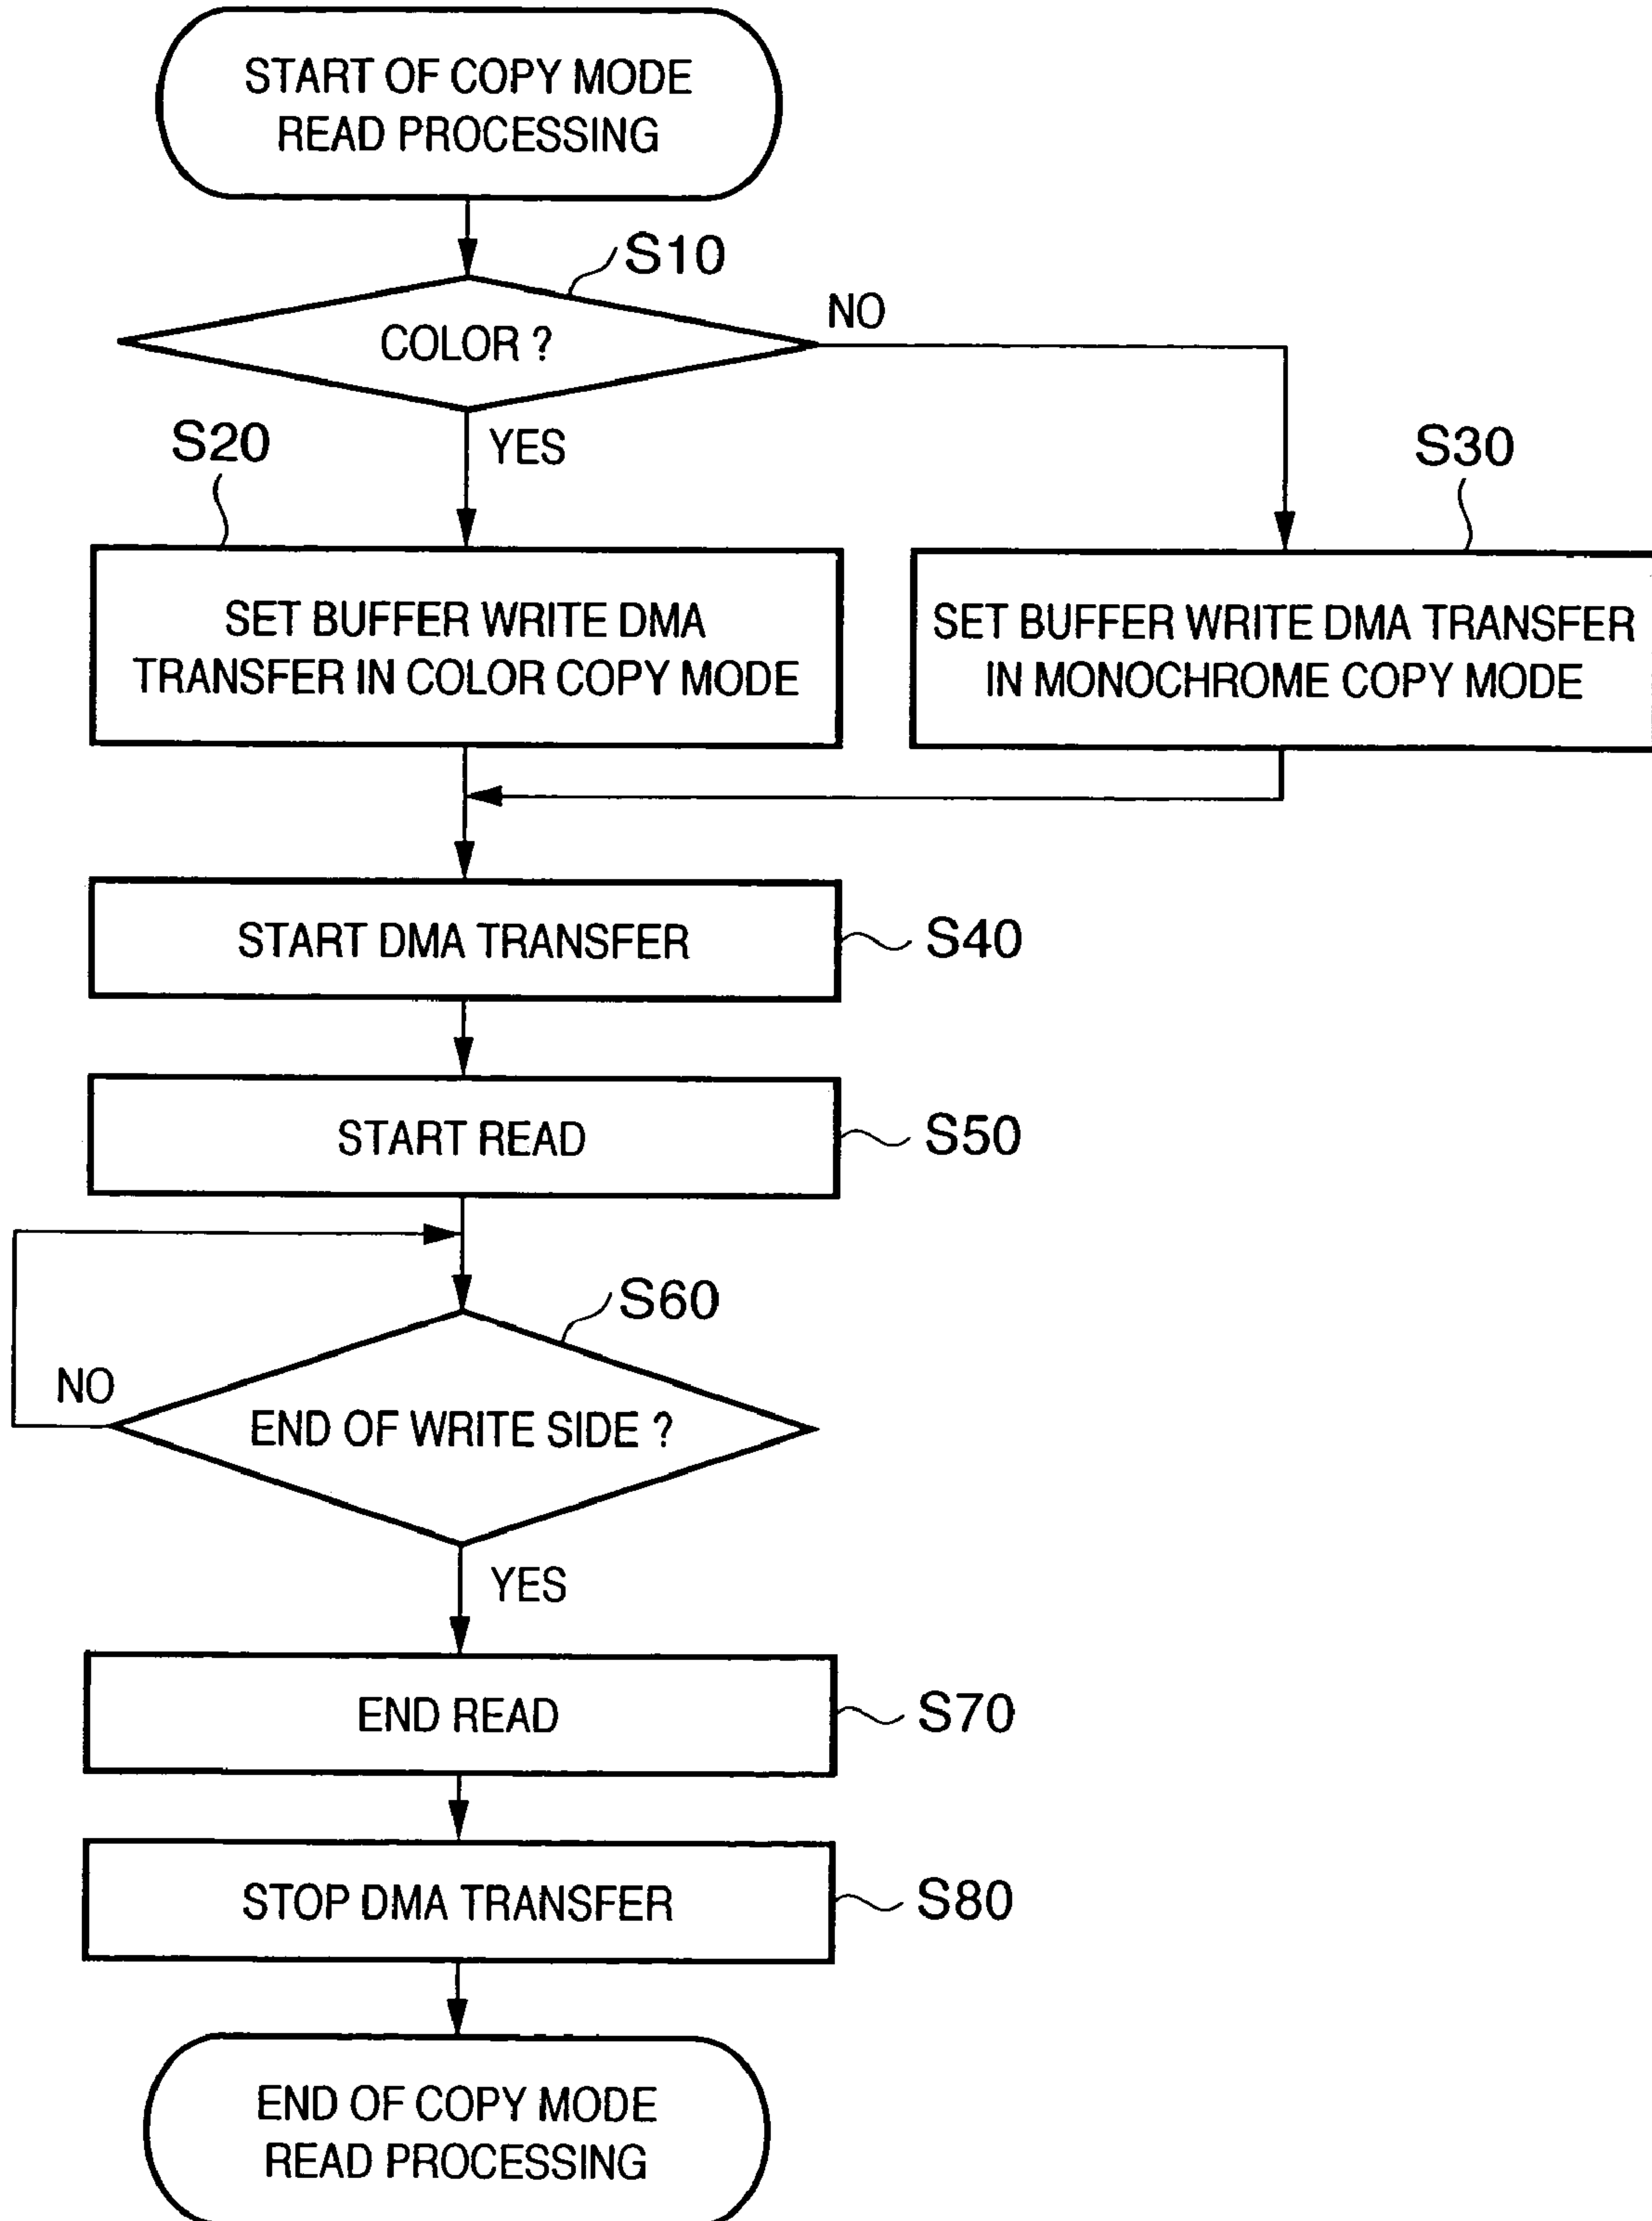 START OF COPY MODE
READ PROCESSING
S10
COLOR ?
NO
YES
S20
S30
SET BUFFER WRITE DMA
TRANSFER IN COLOR COPY MODE
SET BUFFER WRITE DMA TRANSFER
IN MONOCHROME COPY MODE
START DMA TRANSFER
S40
START READ
S50
S60
NO
END OF WRITE SIDE ?
YES
END READ
S70
STOP DMA TRANSFER
S80
END OF COPY MODE
READ PROCESSING